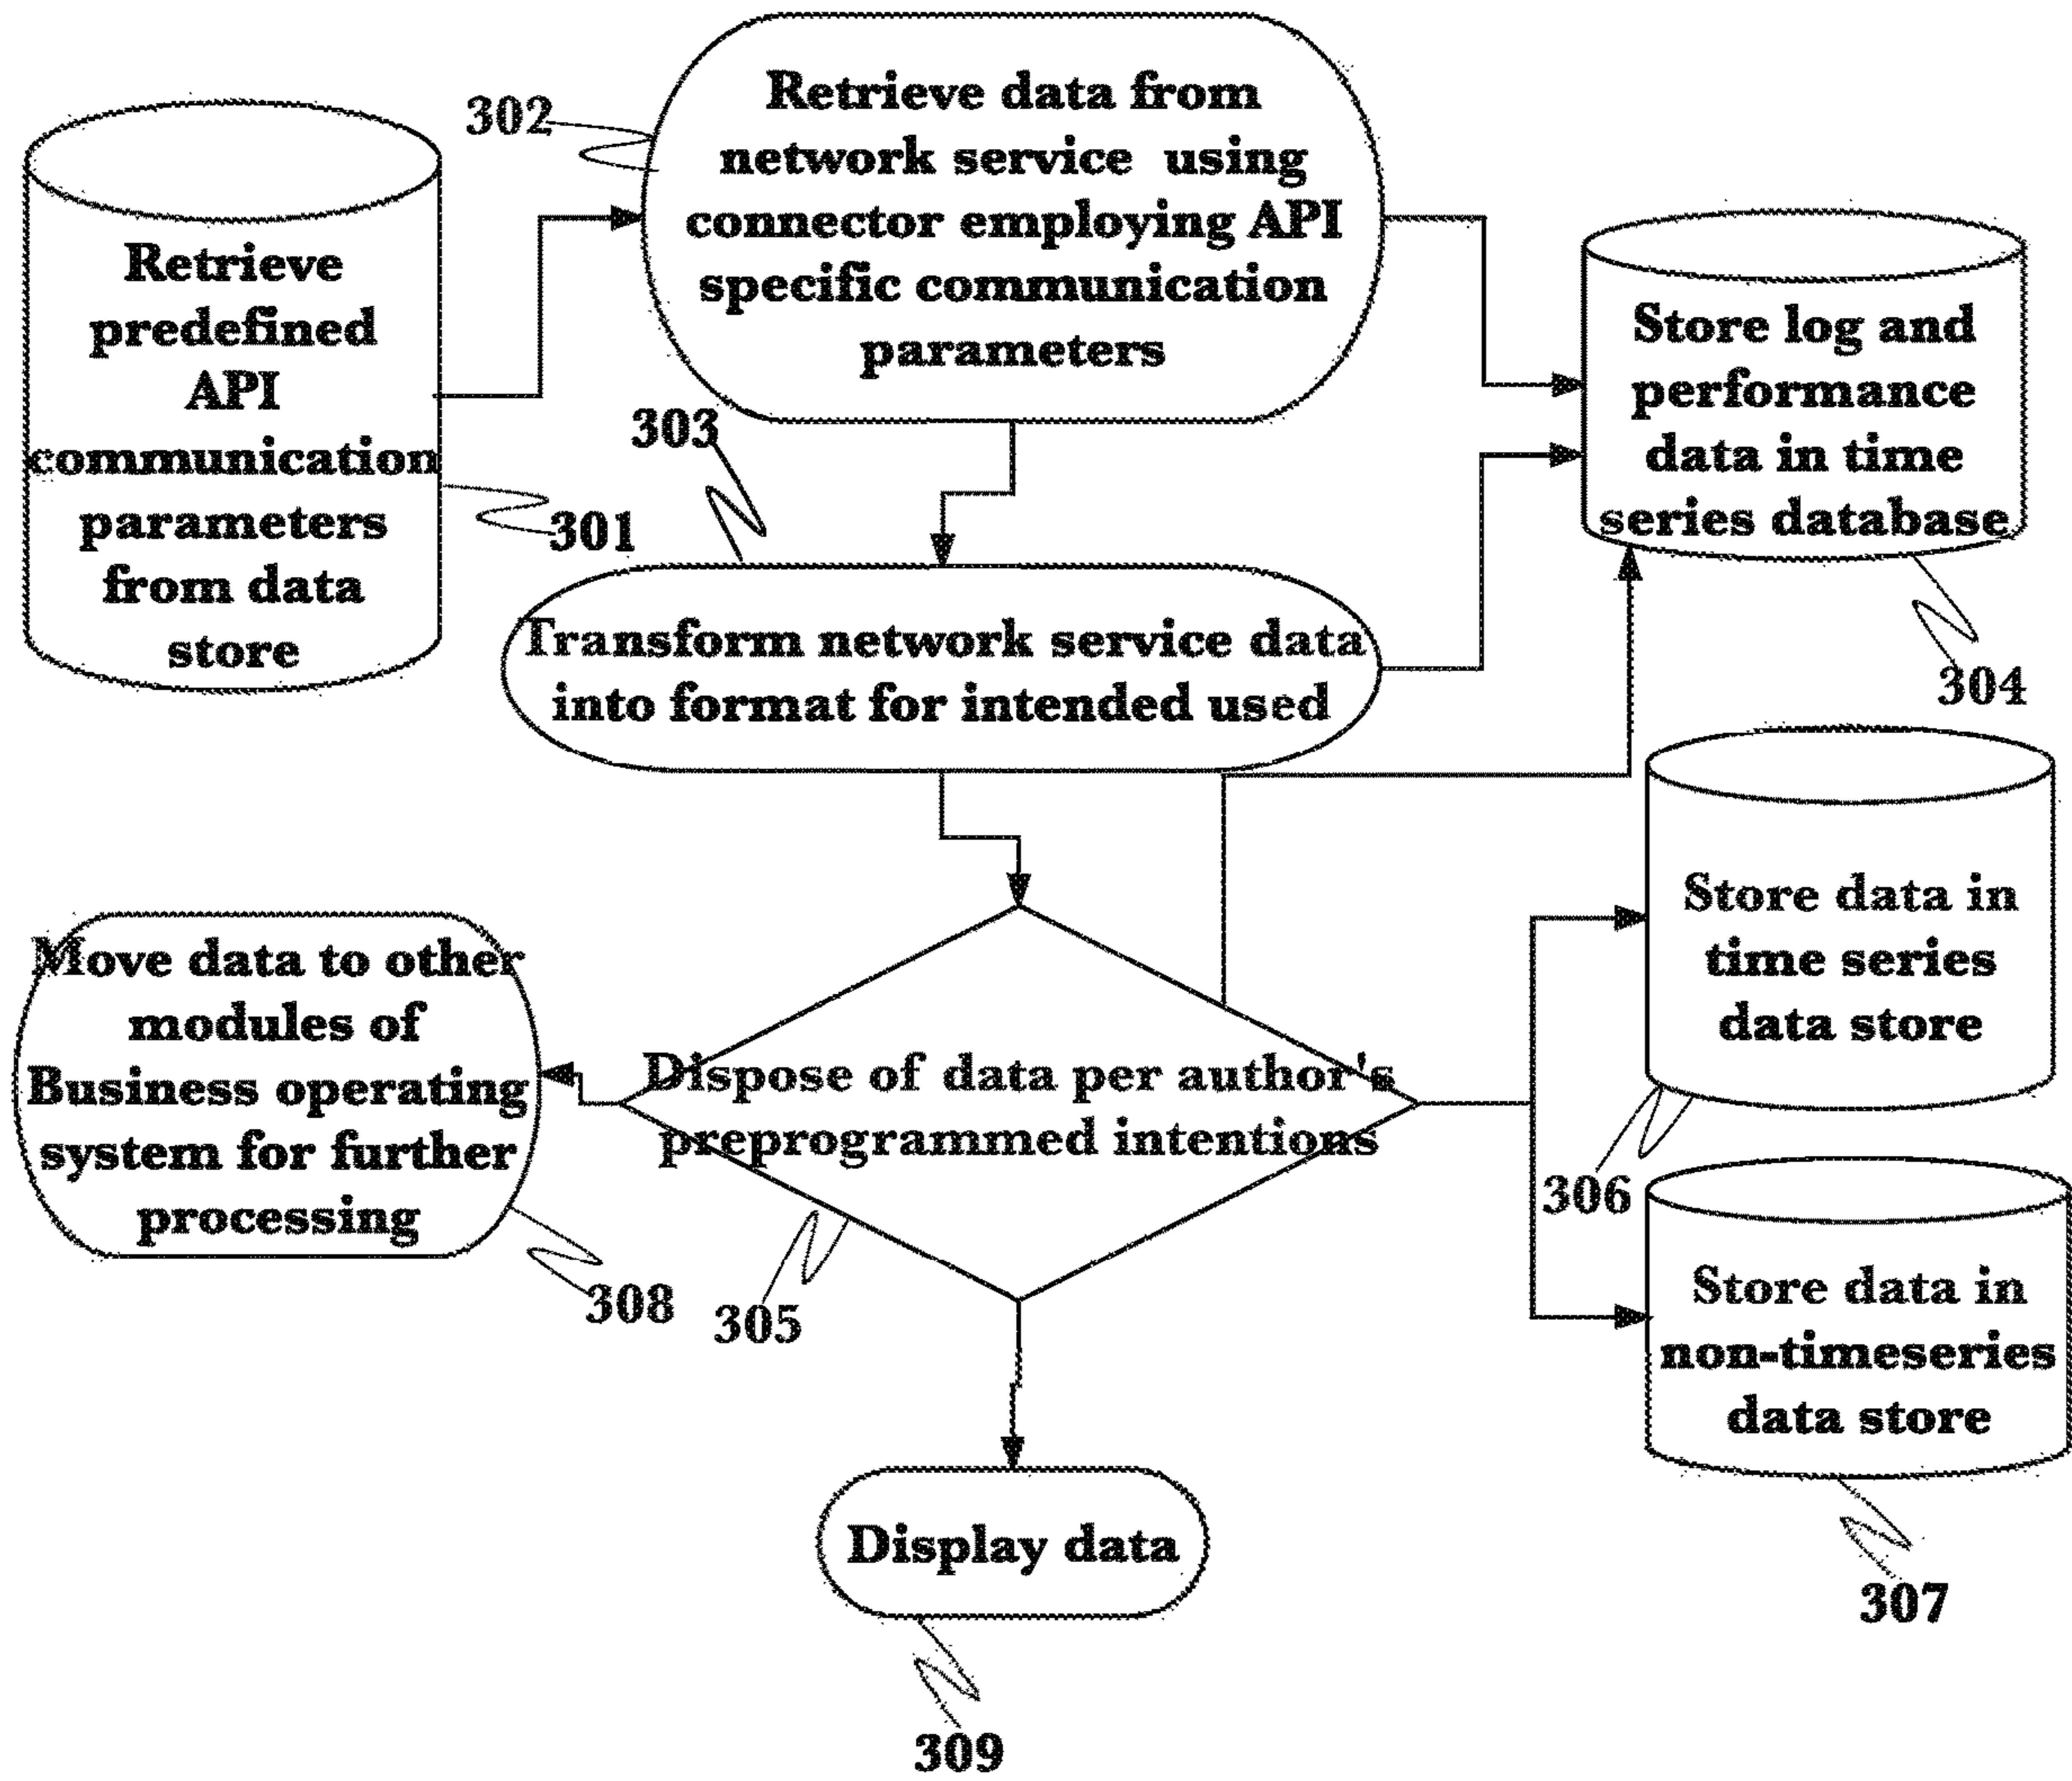 302
Retrieve data from
network service using
connector employing API
specific communication
parameters
Retrieve
predefined
API
communication
parameters
from data
store
301
303
Store log and
performance
data in time
series database
304
Transform network service data
into format for intended used
Move data to other
modules of
Business operating
system for further
processing
308
Dispose of data per author's
preprogrammed intentions
305
Store data in
time series
data store
306
Store data in
non-timeseries
data store
307
Display data
309